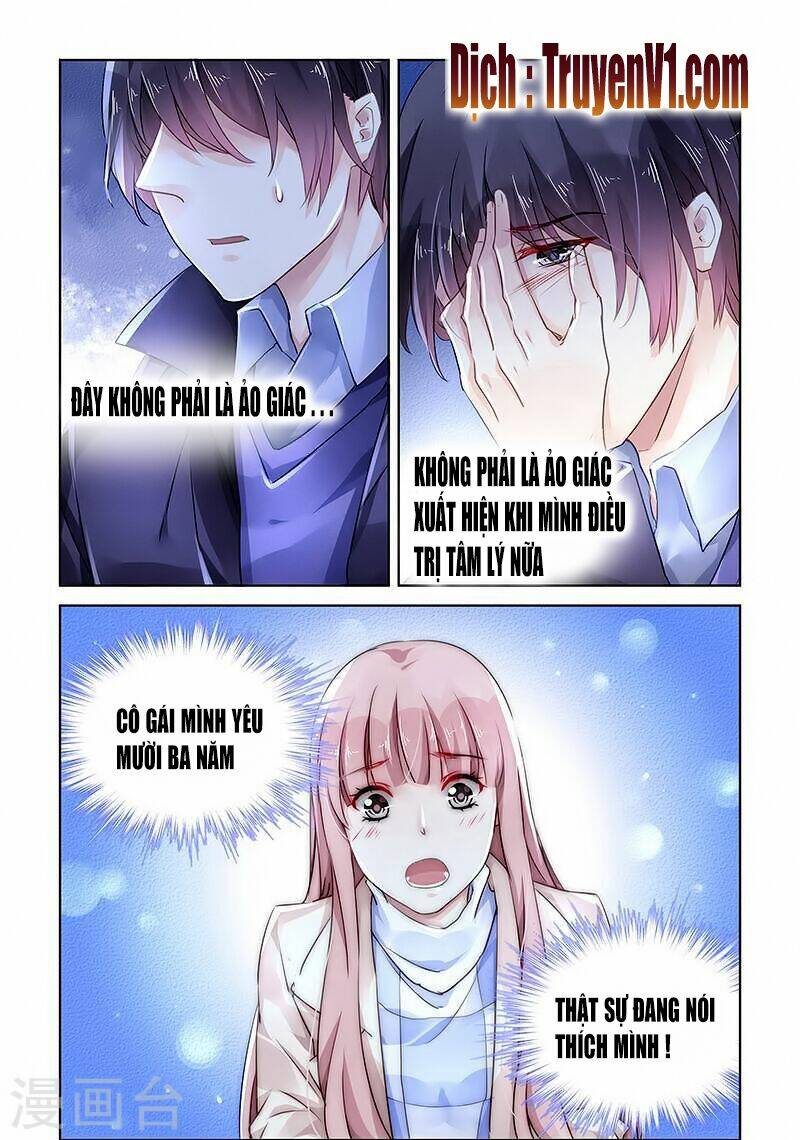 Dịch : TruyenV1.com
ĐÂY KHÔNG PHẢI LÀ ẢO GIÁC . . .
KHÔNG PHẢI LÀ ẢO GIÁC
XUẤT HIỆN KHI MÌNH ĐIỀU
TRỊ TÂM LÝ NỮA
CÔ GÁI MÌNH YÊU
MƯỜI BA NĂM
THẬT SỰ ĐANG NÓI
THÍCH MÌNH !
漫画台